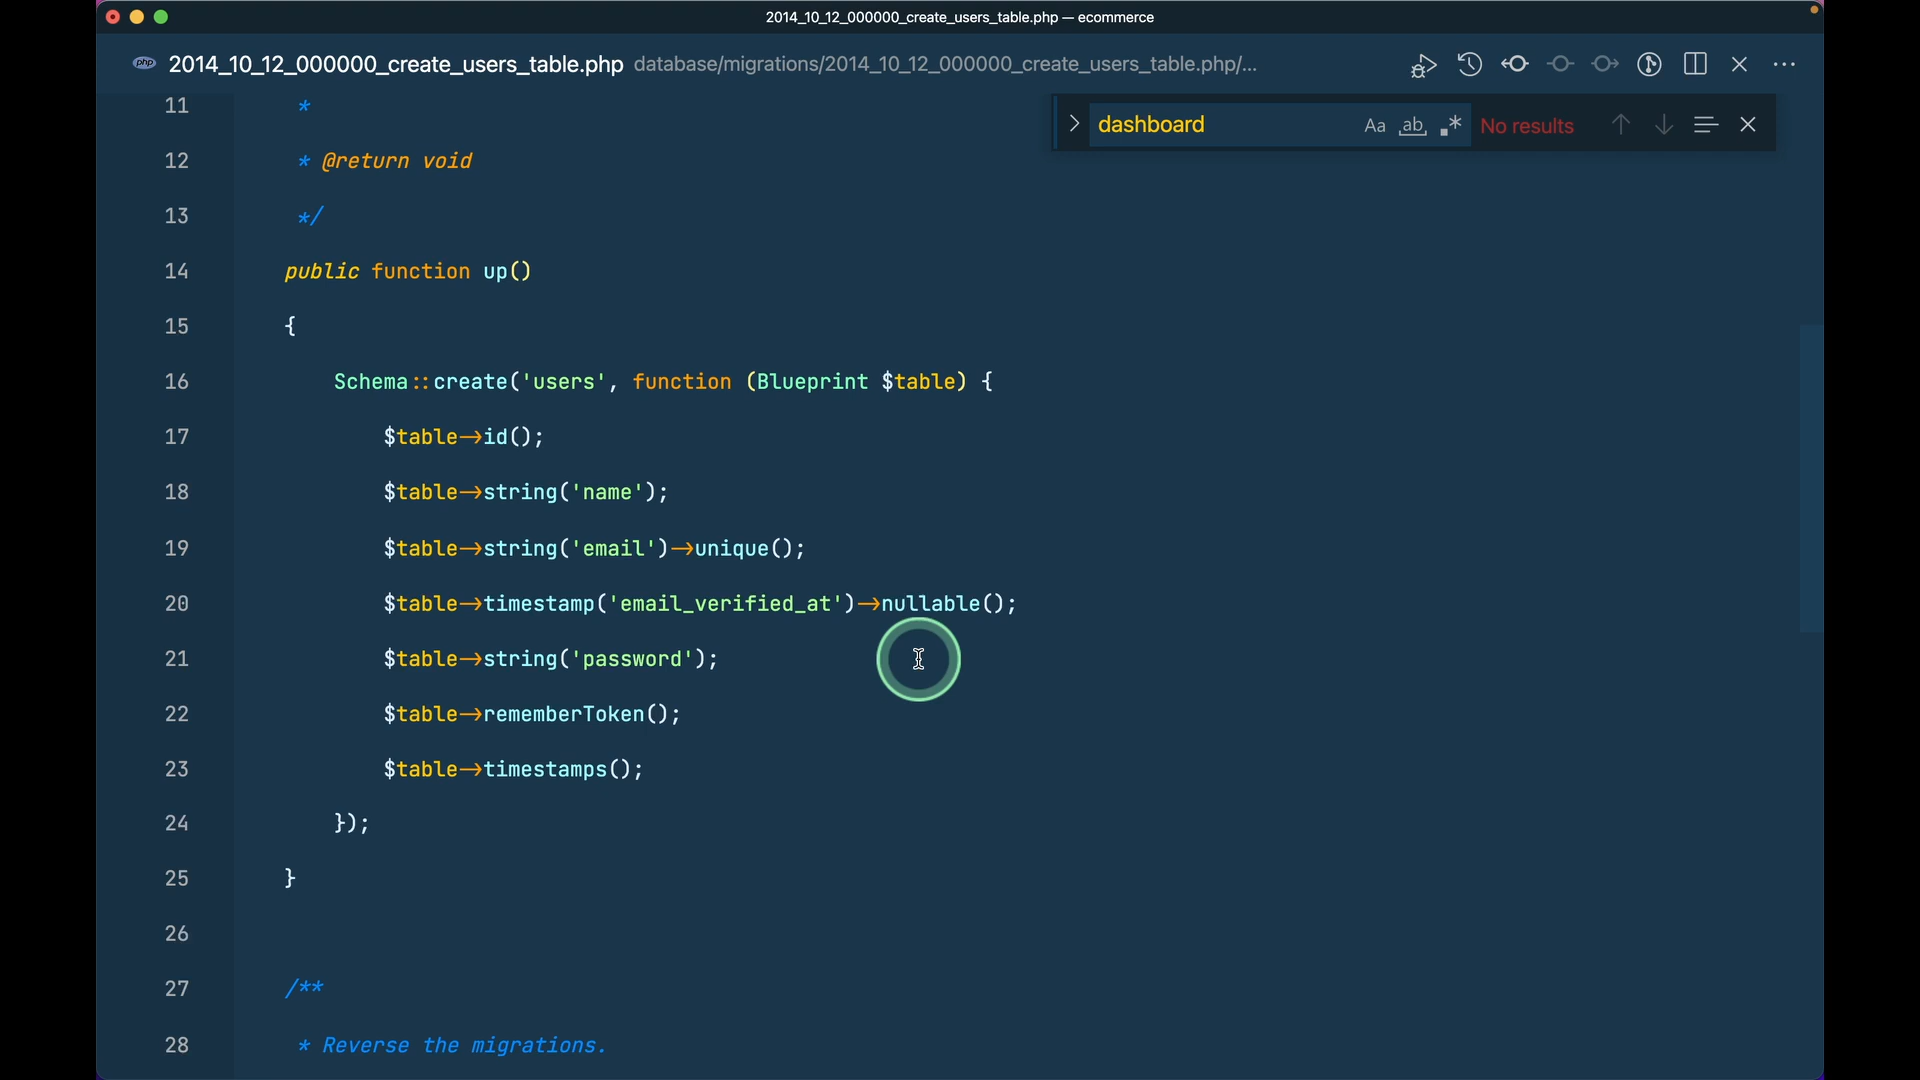 2014_10_12_000000_create_users_table.php — ecommerce
php 2014_10_12_000000_create_users_table.php database/migrations/2014_10_12_000000_create_users_table.php/...
dashboard Aa ab .* No results
11 *
12 * @return void
13 */
14 public function up()
15 {
16 Schema::create('users', function (Blueprint $table) {
17 $table->id();
18 $table->string('name');
19 $table->string('email')->unique();
20 $table->timestamp('email_verified_at')->nullable();
21 $table->string('password');
22 $table->rememberToken();
23 $table->timestamps();
24 });
25 }
26
27 /**
28 * Reverse the migrations.